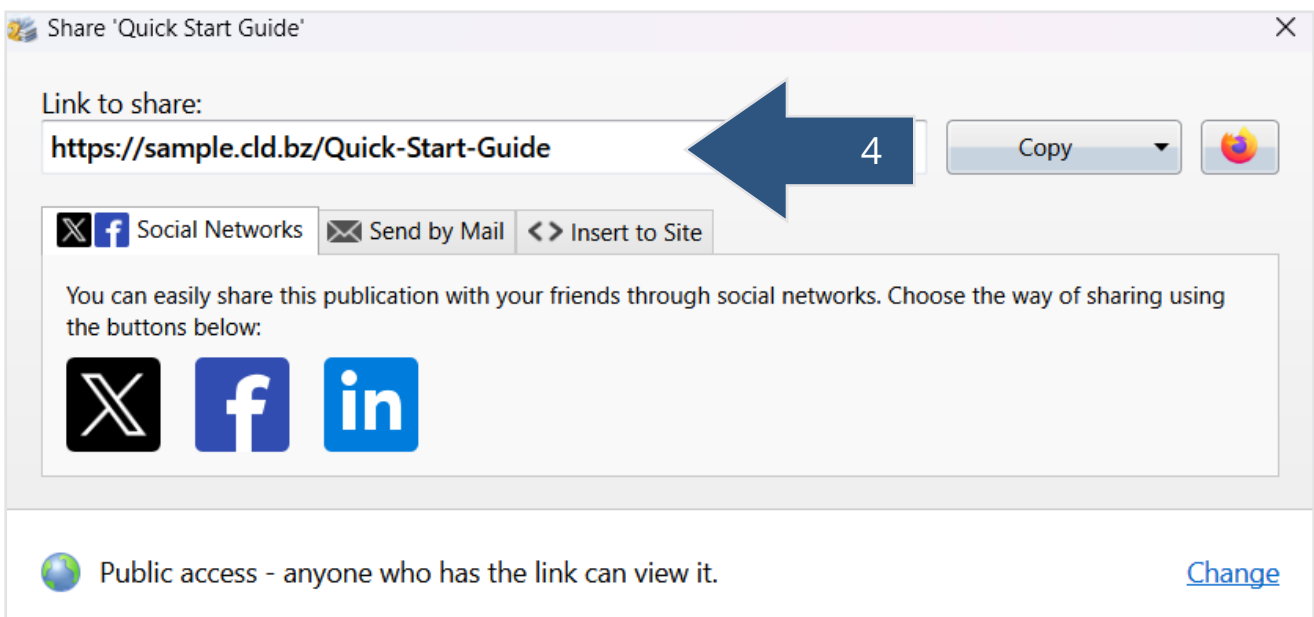 Share 'Quick Start Guide'
Link to share:
https://sample.cld.bz/Quick-Start-Guide
4
Copy
Social Networks
Send by Mail
<> Insert to Site
You can easily share this publication with your friends through social networks. Choose the way of sharing using
the buttons below:
X f in
Public access - anyone who has the link can view it.
Change